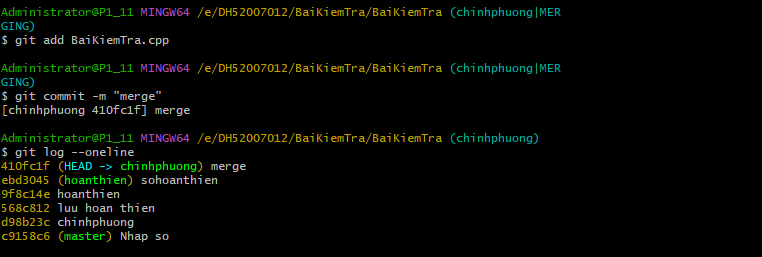 Administrator@P1_11 MINGW64 /e/DH52007012/BaiKiemTra/BaiKiemTra (chinhphuong|MER
GING)
$ git add BaiKiemTra.cpp
Administrator@P1_11 MINGW64 /e/DH52007012/BaiKiemTra/BaiKiemTra (chinhphuong|MER
GING)
$ git commit -m "merge"
[chinhphuong 410fc1f] merge
Administrator@P1_11 MINGW64 /e/DH52007012/BaiKiemTra/BaiKiemTra (chinhphuong)
$ git log --oneline
410fc1f (HEAD -> chinhphuong) merge
ebd3045 (hoanthien) sohoanthien
9f8c14e hoanthien
568c812 luu hoan thien
d98b23c chinhphuong
c9158c6 (master) Nhap so